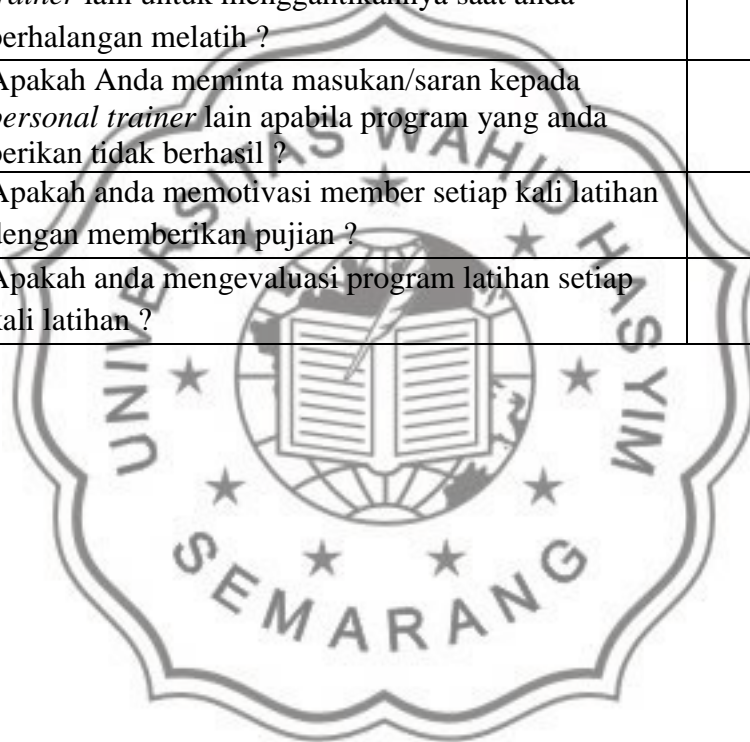 trainer lain untuk menggantikannya saat anda
berhalangan melatih ?
Apakah Anda meminta masukan/saran kepada
personal trainer lain apabila program yang anda
berikan tidak berhasil ?
Apakah anda memotivasi member setiap kali latihan
dengan memberikan pujian ?
Apakah anda mengevaluasi program latihan setiap
kali latihan ?
UNIVERSITAS WAHID HASYIM
SEMARANG